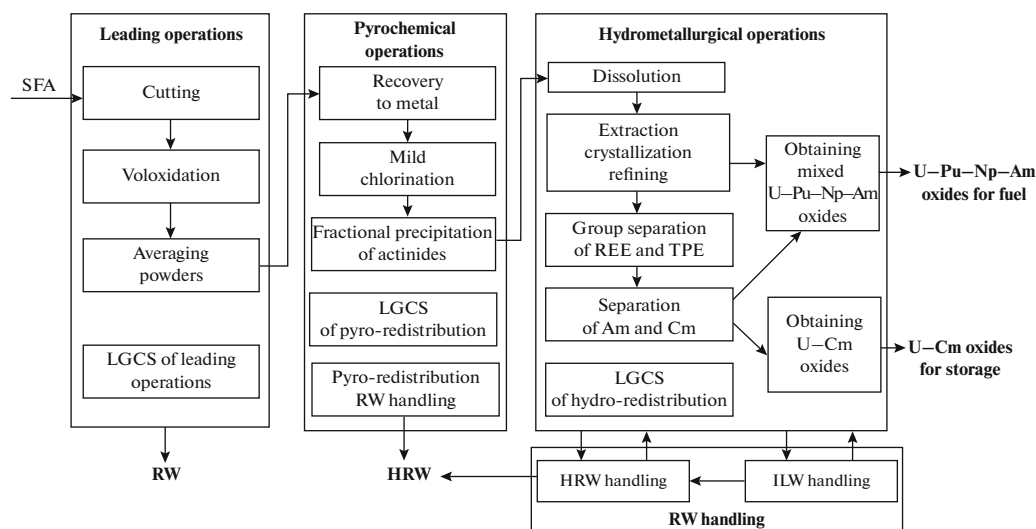 Leading operations
SFA
Cutting
Voloxidation
Averaging
powders
LGCS of leading
operations
RW
Pyrochemical
operations
Recovery
to metal
Mild
chlorination
Fractional precipitation
of actinides
LGCS
of pyro-redistribution
Pyro-redistribution
RW handling
HRW
Hydrometallurgical operations
Dissolution
Extraction
crystallization
refining
Group separation
of REE and TPE
Separation
of Am and Cm
LGCS
of hydro-redistribution
Obtaining
mixed
U–Pu–Np–Am
oxides
Obtaining
U–Cm
oxides
U–Pu–Np–Am
oxides for fuel
U–Cm oxides
for storage
HRW handling
ILW handling
RW handling